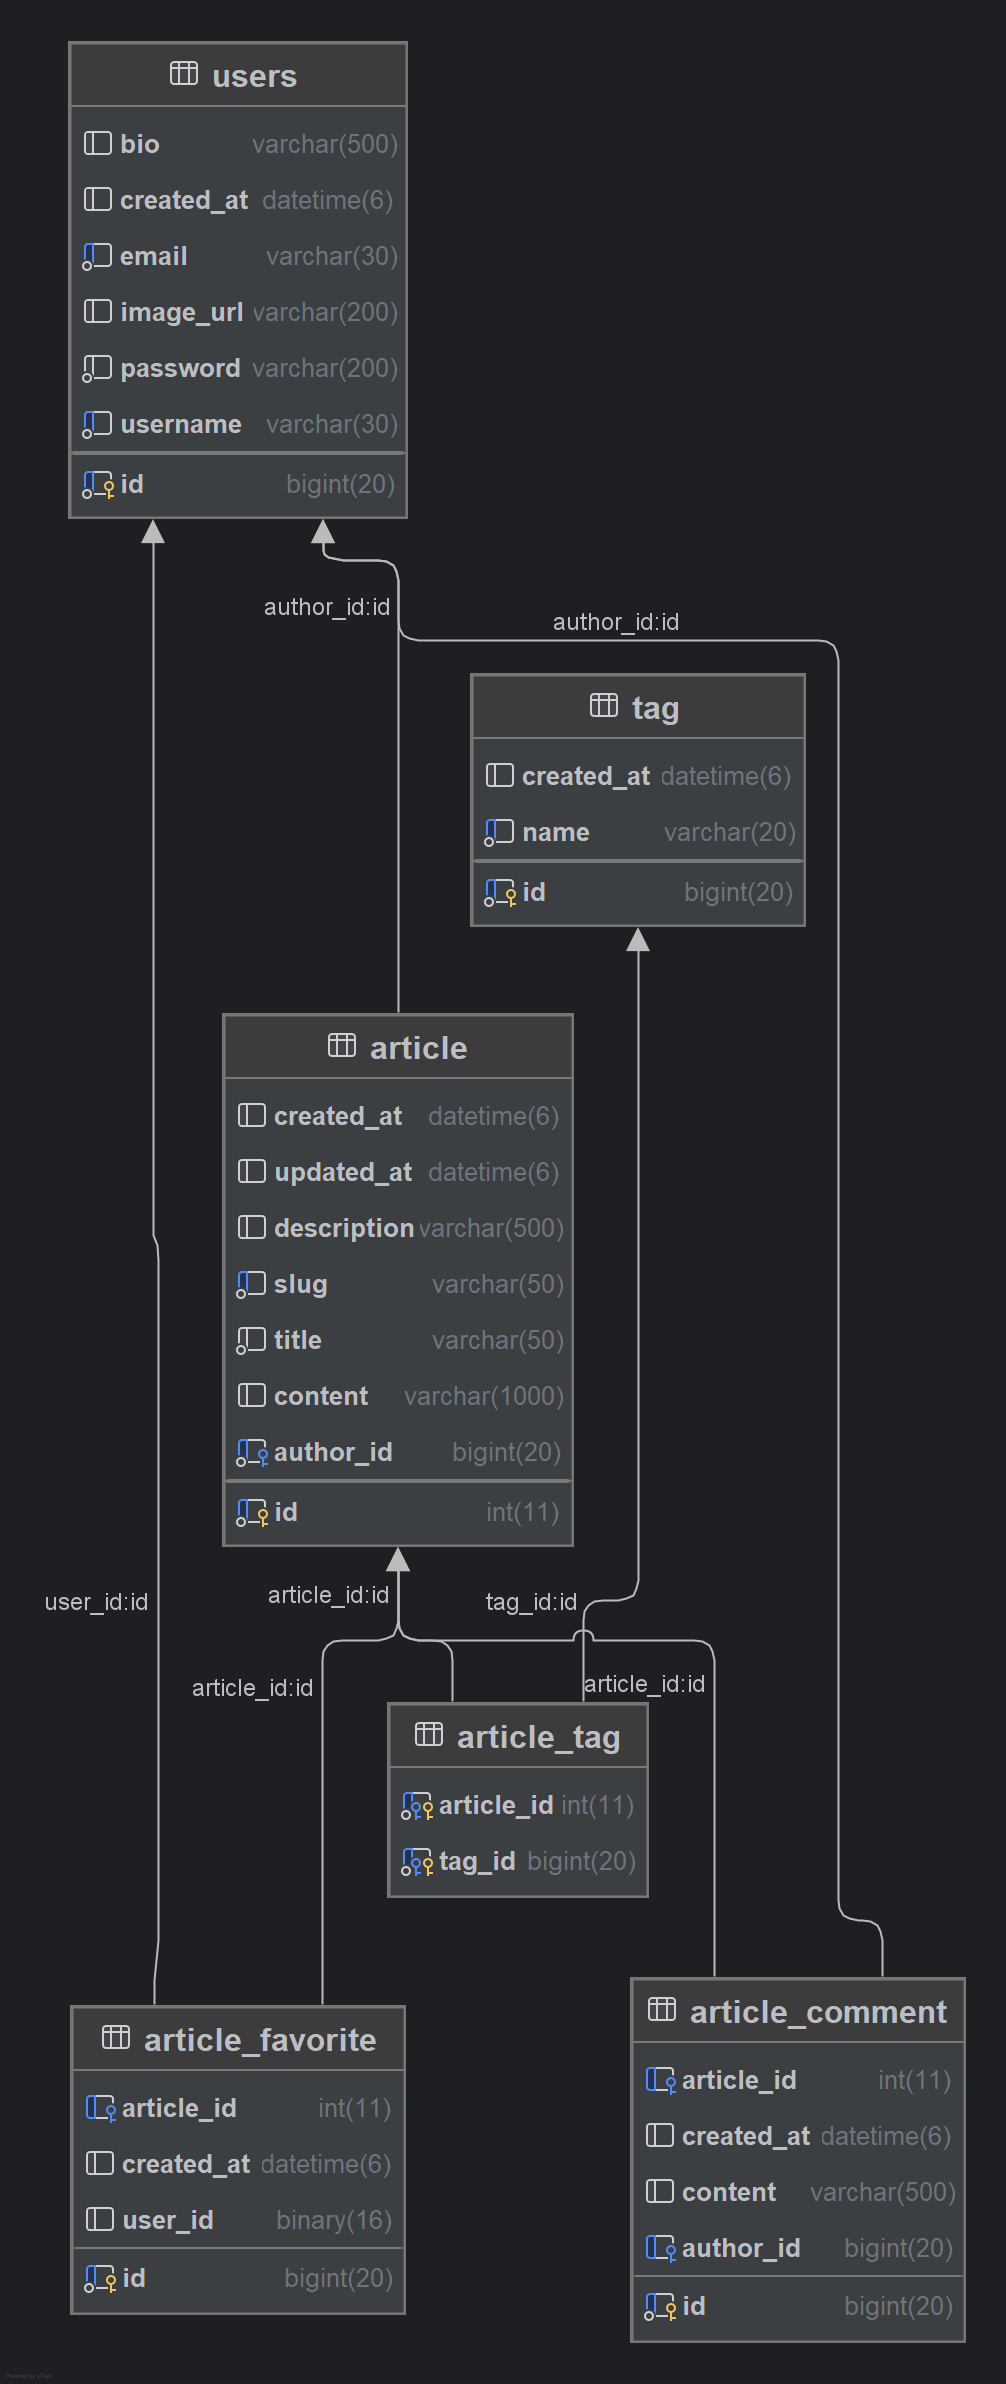 users
bio varchar(500)
created_at datetime(6)
email varchar(30)
image_url varchar(200)
password varchar(200)
username varchar(30)
id bigint(20)
author_id:id
author_id:id
tag
created_at datetime(6)
name varchar(20)
id bigint(20)
article
created_at datetime(6)
updated_at datetime(6)
description varchar(500)
slug varchar(50)
title varchar(50)
content varchar(1000)
author_id bigint(20)
id int(11)
user_id:id
article_id:id
tag_id:id
article_id:id
article_id:id
article_tag
article_id int(11)
tag_id bigint(20)
article_favorite
article_id int(11)
created_at datetime(6)
user_id binary(16)
id bigint(20)
article_comment
article_id int(11)
created_at datetime(6)
content varchar(500)
author_id bigint(20)
id bigint(20)
Powered by yFiles